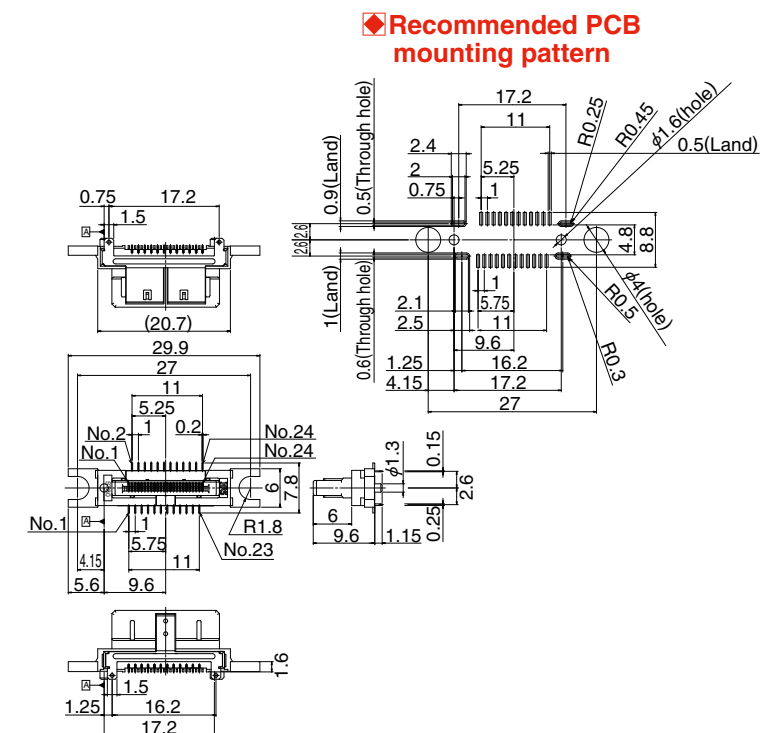 ◆Recommended PCB
mounting pattern
17.2
11
2.4
5.25
2
0.75
1
0.9(Land)
0.5(Through hole)
R0.25
R0.45
φ1.6(hole)
0.5(Land)
2.6
2.6
4.8
8.8
1(Land)
0.6(Through hole)
1
2.1
5.75
2.5
11
9.6
1.25
16.2
4.15
17.2
27
φ4(hole)
R0.5
R0.3
0.75
17.2
1.5
A
(20.7)
29.9
27
11
5.25
No.2
1
0.2
No.24
No.1
No.24
6
7.8
No.1
A
1
R1.8
5.75
No.23
4.15
11
5.6
9.6
φ1.3
0.15
2.6
6
0.25
9.6
1.15
1.6
A
1.5
1.25
16.2
17.2